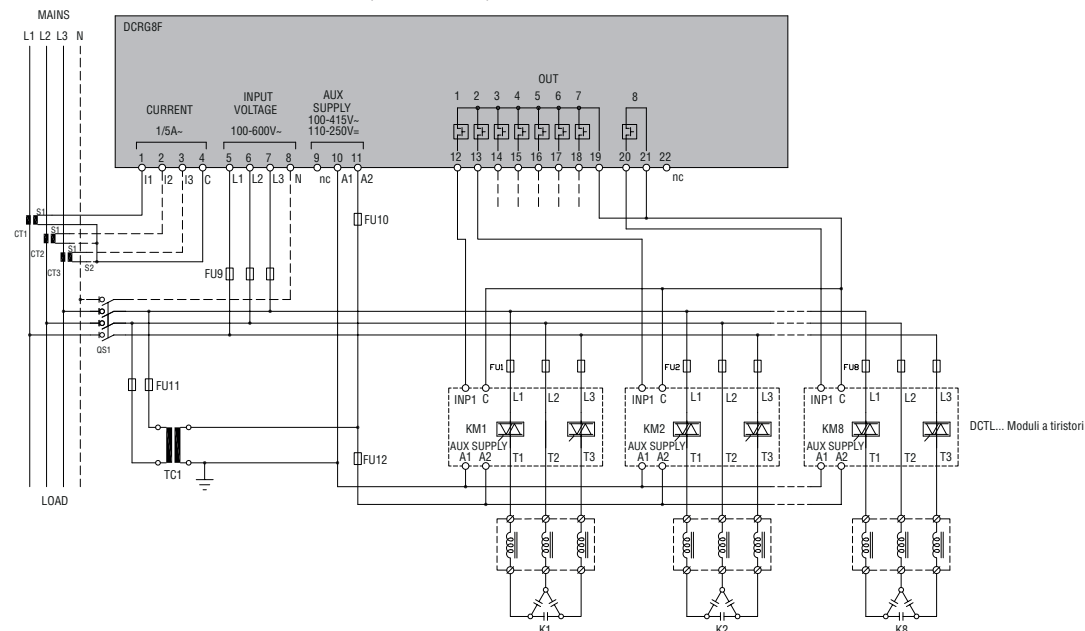 MAINS
L1 L2 L3 N
DCRG8F
CURRENT
1/5A~
INPUT
VOLTAGE
100-600V~
AUX
SUPPLY
100-415V~
110-250V=
OUT
1 2 3 4 5 6 7 8
1 2 3 4 5 6 7 8 9 10 11 12 13 14 15 16 17 18 19 20 21 22
I1 I2 I3 C L1 L2 L3 N nc A1 A2 nc
S1
CT1
S1
CT2
S1
CT3
S2
FU10
FU9
QS1
FU11
TC1
FU12
LOAD
FU1 FU2 FU8
INP1 C L1 L2 L3 INP1 C L1 L2 L3 INP1 C L1 L2 L3
KM1 KM2 KM8
DCTL... Moduli a tiristori
AUX SUPPLY AUX SUPPLY AUX SUPPLY
A1 A2 T1 T2 T3 A1 A2 T1 T2 T3 A1 A2 T1 T2 T3
K1 K2 K8